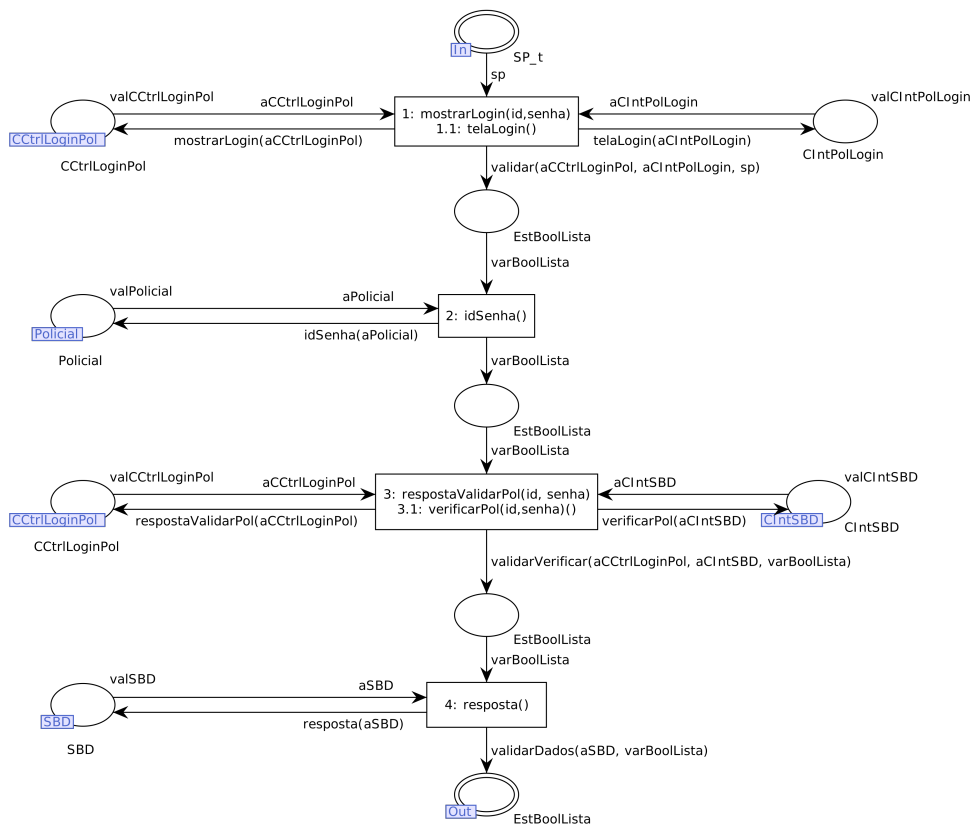 In
SP_t
sp
valCCtrlLoginPol
aCCtrlLoginPol
1: mostrarLogin(id,senha)
1.1: telaLogin()
aCIntPolLogin
valCIntPolLogin
CCtrlLoginPol
mostrarLogin(aCCtrlLoginPol)
telaLogin(aCIntPolLogin)
CCtrlLoginPol
CIntPolLogin
validar(aCCtrlLoginPol, aCIntPolLogin, sp)
EstBoolLista
varBoolLista
valPolicial
aPolicial
2: idSenha()
Policial
idSenha(aPolicial)
Policial
varBoolLista
EstBoolLista
varBoolLista
valCCtrlLoginPol
aCCtrlLoginPol
3: respostaValidarPol(id, senha)
3.1: verificarPol(id,senha)()
aCIntSBD
valCIntSBD
CCtrlLoginPol
respostaValidarPol(aCCtrlLoginPol)
verificarPol(aCIntSBD)
CIntSBD
CIntSBD
CCtrlLoginPol
validarVerificar(aCCtrlLoginPol, aCIntSBD, varBoolLista)
EstBoolLista
varBoolLista
valSBD
aSBD
4: resposta()
SBD
resposta(aSBD)
SBD
validarDados(aSBD, varBoolLista)
Out
EstBoolLista